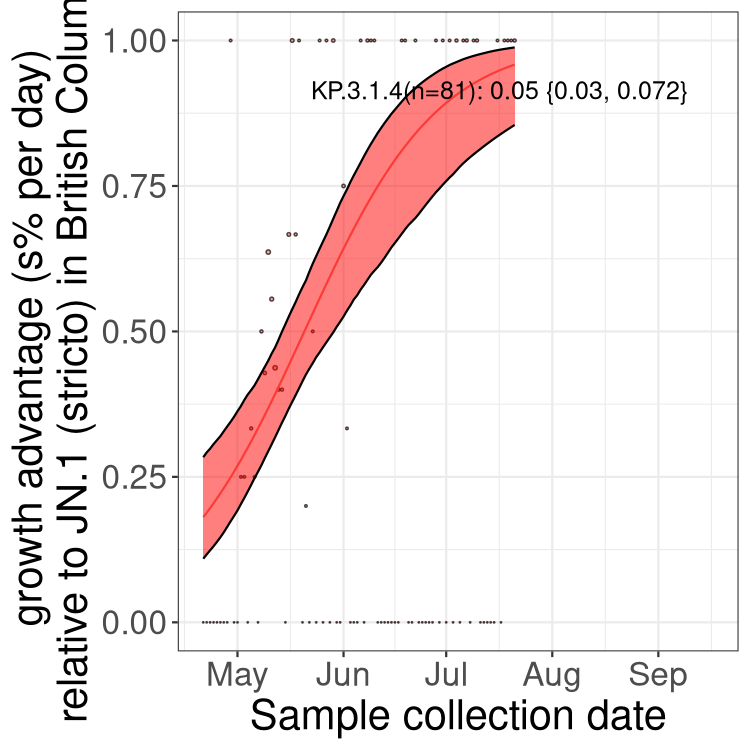 growth advantage (s% per day)
relative to JN.1 (stricto) in British Colum
1.00
0.75
0.50
0.25
0.00
KP.3.1.4(n=81): 0.05 {0.03, 0.072}
May Jun Jul Aug Sep
Sample collection date